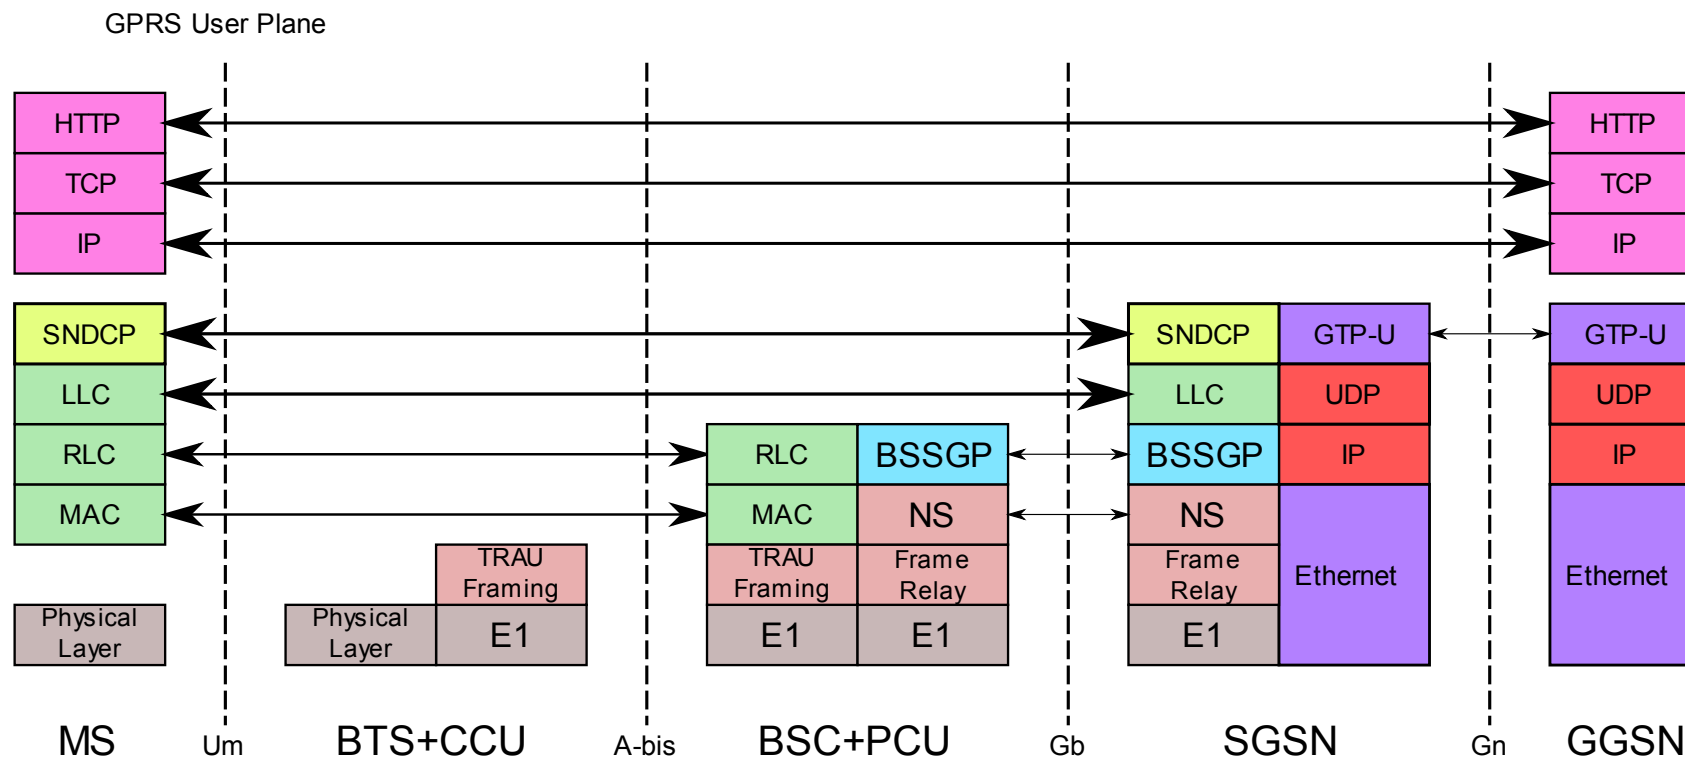 GPRS User Plane
HTTP HTTP
TCP TCP
IP IP
SNDCP SNDCP GTP-U GTP-U
LLC LLC UDP UDP
RLC RLC BSSGP BSSGP IP IP
MAC MAC NS NS
TRAU Frame Frame
TRAU
Framing Framing Relay Relay Ethernet Ethernet
Physical Physical
Layer Layer E1 E1 E1 E1
MS Um BTS+CCU A-bis BSC+PCU Gb SGSN Gn GGSN